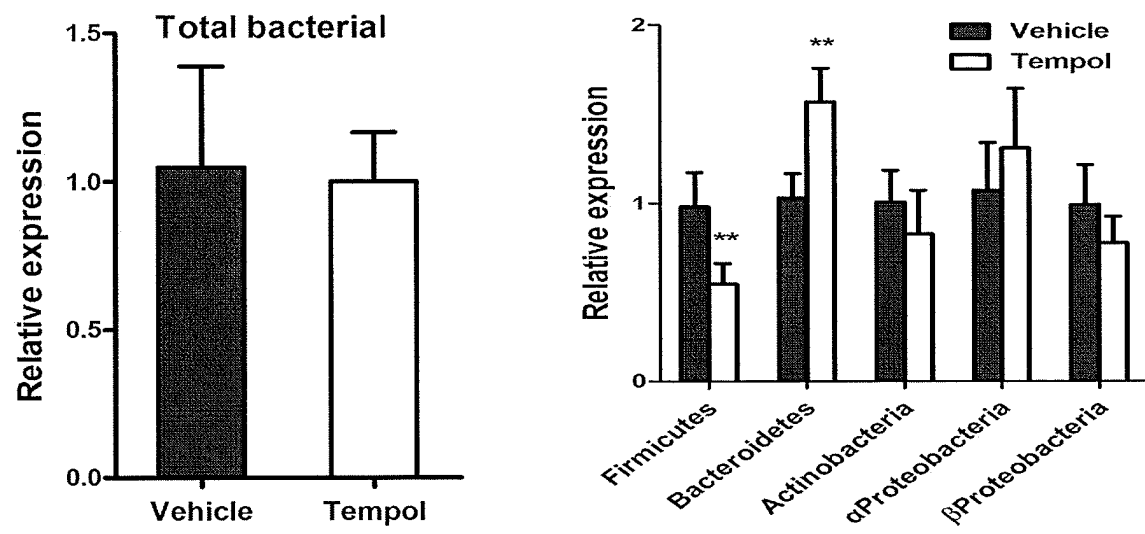 Total bacterial
Relative expression
1.5
1.0
0.5
0.0
Vehicle
Tempol
Relative expression
2
1
0
Vehicle
Tempol
**
**
Firmicutes
Bacteroidetes
Actinobacteria
αProteobacteria
βProteobacteria